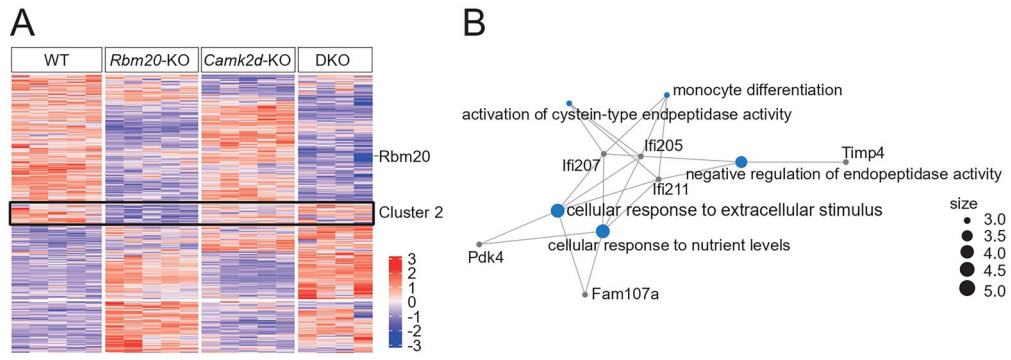 A
WT
Rbm20-KO
Camk2d-KO
DKO
Rbm20
Cluster 2
3
2
1
0
-1
-2
-3
B
monocyte differentiation
activation of cystein-type enpeptidase activity
Ifi205
Ifi207
Timp4
Ifi211
negative regulation of endopeptidase activity
cellular response to extracellular stimulus
cellular response to nutrient levels
Pdk4
Fam107a
size
3.0
3.5
4.0
4.5
5.0